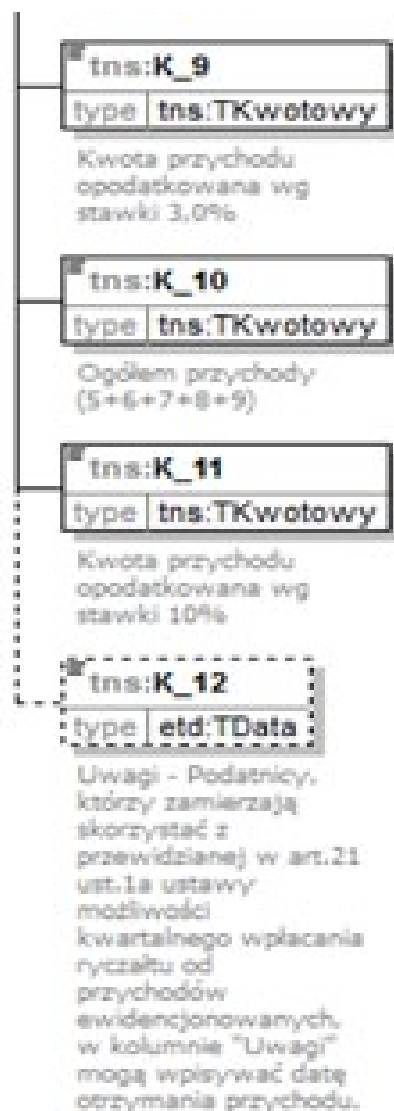 tns:K_9
type tns:TKwotowy
Kwota przychodu
opodatkowana wg
stawki 3,0%
tns:K_10
type tns:TKwotowy
Ogółem przychody
(5+6+7+8+9)
tns:K_11
type tns:TKwotowy
Kwota przychodu
opodatkowana wg
stawki 10%
tns:K_12
type etd:TData
Uwagi - Podatnicy,
którzy zamierzają
skorzystać z
przewidzianej w art.21
ust.1a ustawy
możliwości
kwartalnego wpłacania
ryczałtu od
przychodów
ewidencjonowanych,
w kolumnie "Uwagi"
mogą wpisywać datę
otrzymania przychodu.